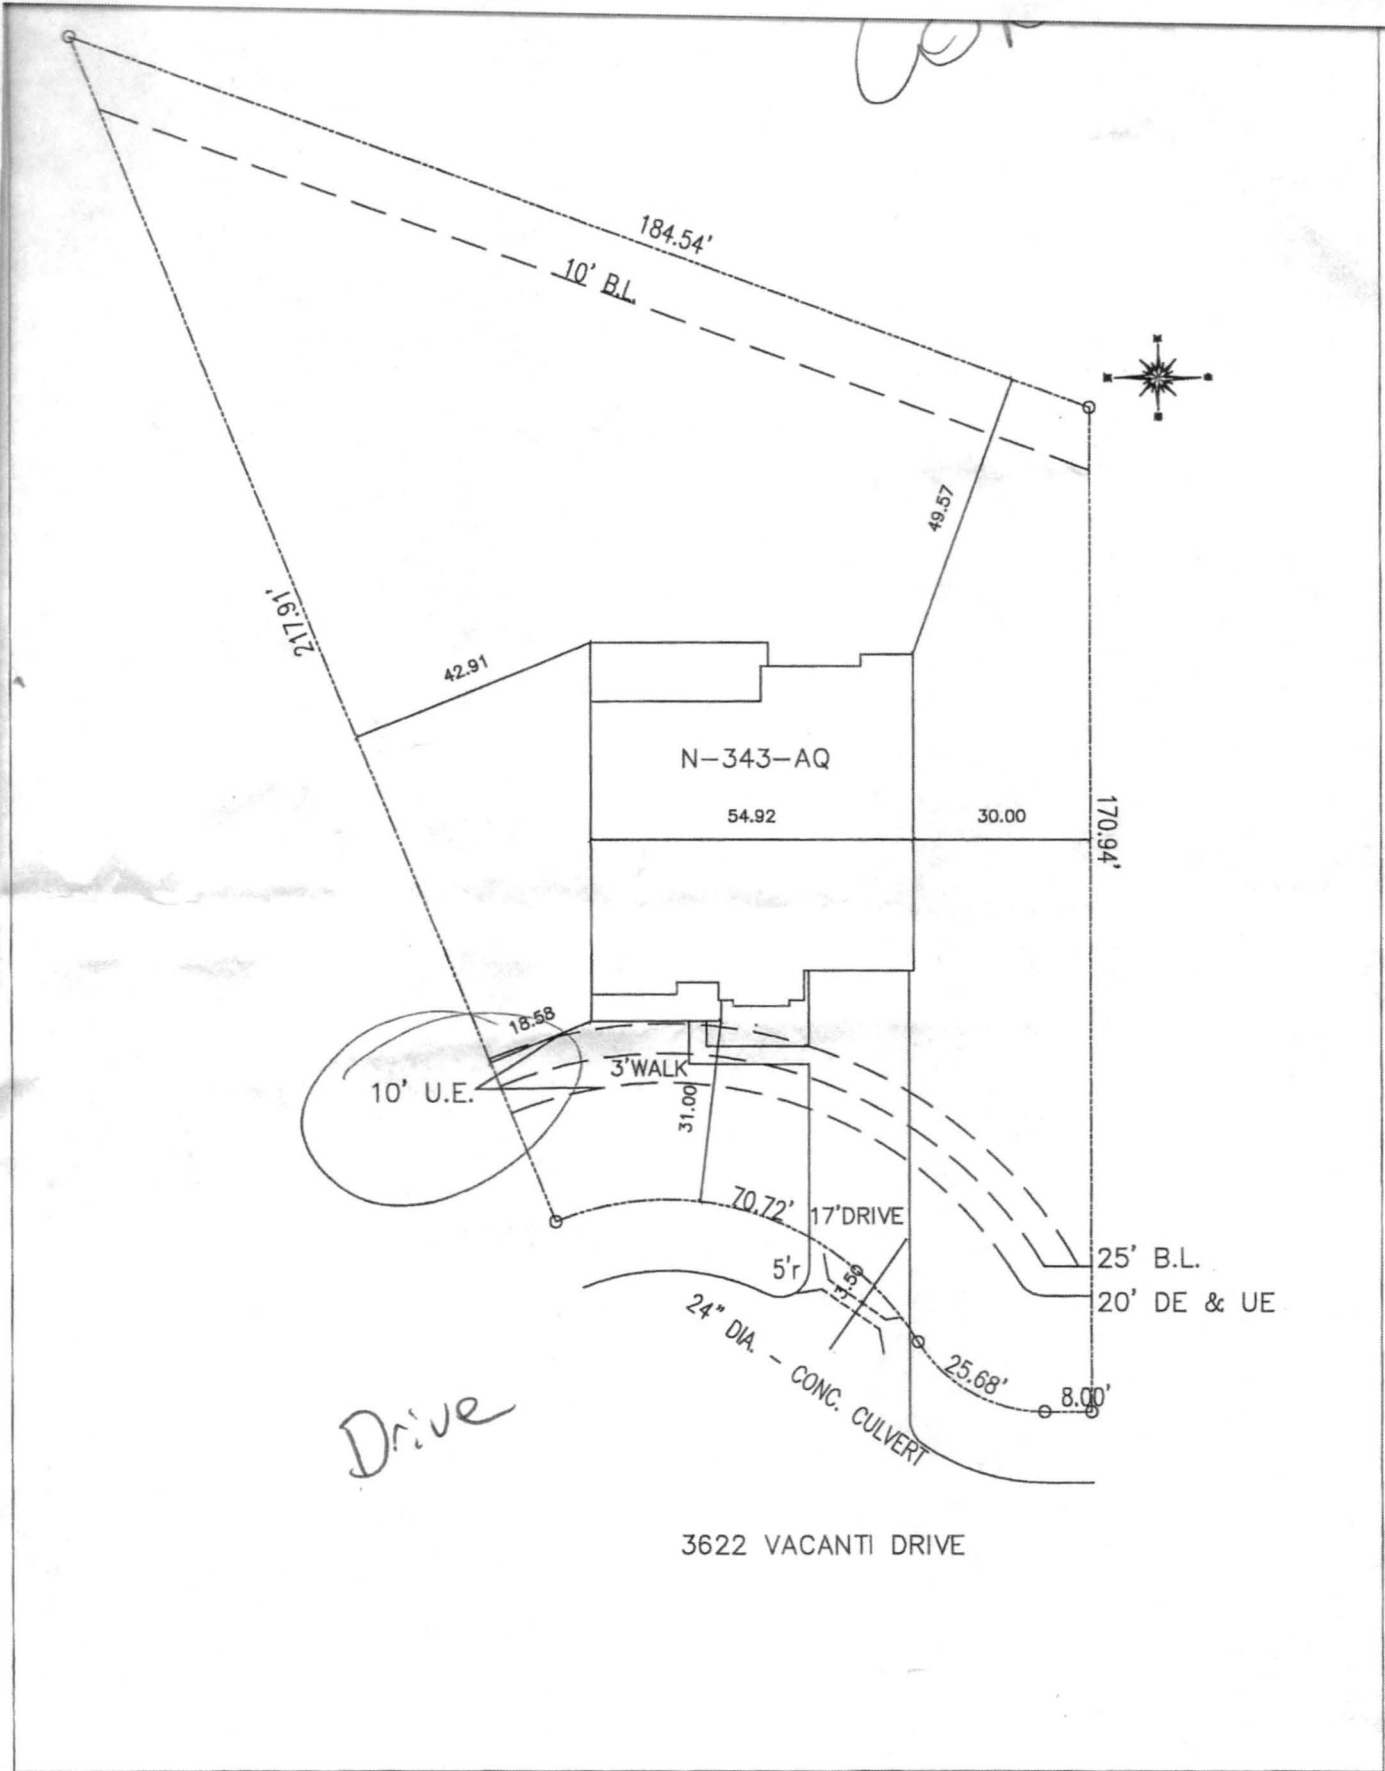 184.54'
10' B.L.
49.57
217.91'
42.91
N-343-AQ
54.92
30.00
170.94'
18.58
3'WALK
10' U.E.
31.00
70.72'
17'DRIVE
25' B.L.
5'r
3.5
20' DE & UE
24" DIA. - CONC. CULVERT
25.68'
8.00'
Drive
3622 VACANTI DRIVE